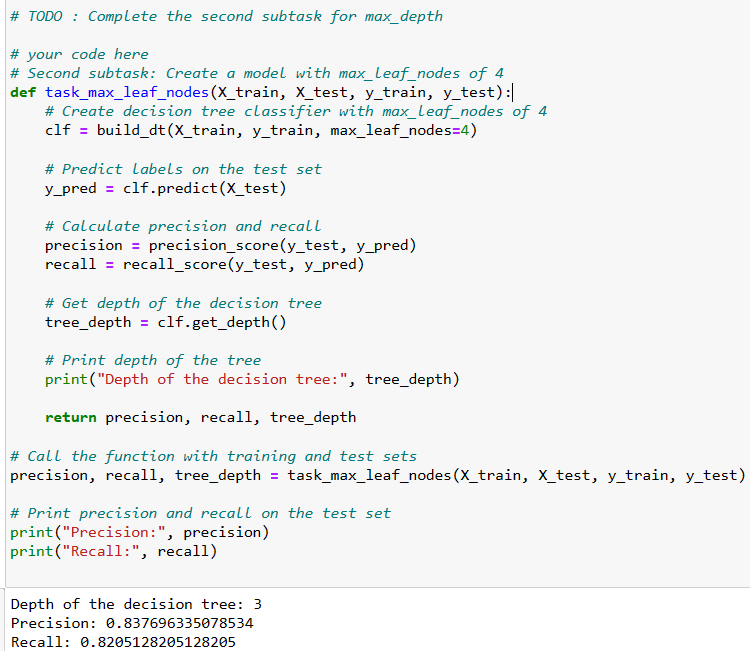 # TODO : Complete the second subtask for max_depth
# your code here
# Second subtask: Create a model with max_leaf_nodes of 4
def task_max_leaf_nodes(X_train, X_test, y_train, y_test):
    # Create decision tree classifier with max_leaf_nodes of 4
    clf = build_dt(X_train, y_train, max_leaf_nodes=4)
    # Predict labels on the test set
    y_pred = clf.predict(X_test)
    # Calculate precision and recall
    precision = precision_score(y_test, y_pred)
    recall = recall_score(y_test, y_pred)
    # Get depth of the decision tree
    tree_depth = clf.get_depth()
    # Print depth of the tree
    print("Depth of the decision tree:", tree_depth)
    return precision, recall, tree_depth
# Call the function with training and test sets
precision, recall, tree_depth = task_max_leaf_nodes(X_train, X_test, y_train, y_test)
# Print precision and recall on the test set
print("Precision:", precision)
print("Recall:", recall)
Depth of the decision tree: 3
Precision: 0.837696335078534
Recall: 0.8205128205128205